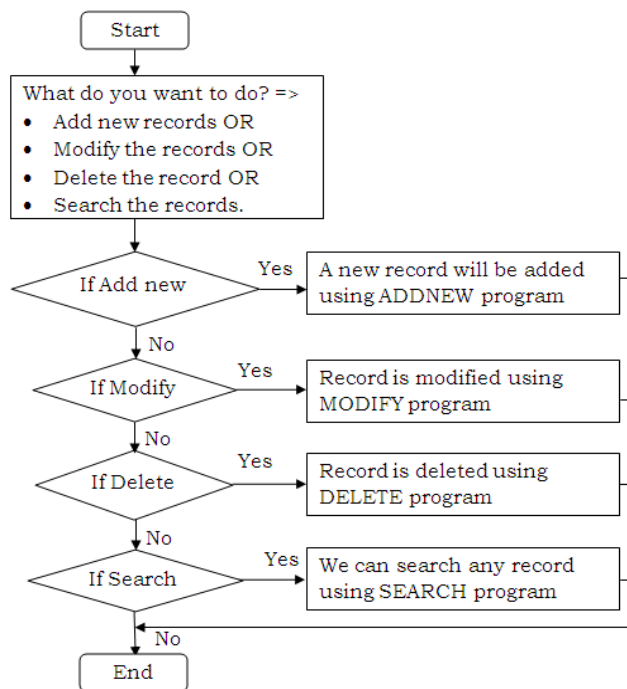 Start
What do you want to do? =>
• Add new records OR
• Modify the records OR
• Delete the record OR
• Search the records.
If Add new
Yes
A new record will be added
using ADDNEW program
No
If Modify
Yes
Record is modified using
MODIFY program
No
If Delete
Yes
Record is deleted using
DELETE program
No
If Search
Yes
We can search any record
using SEARCH program
No
End